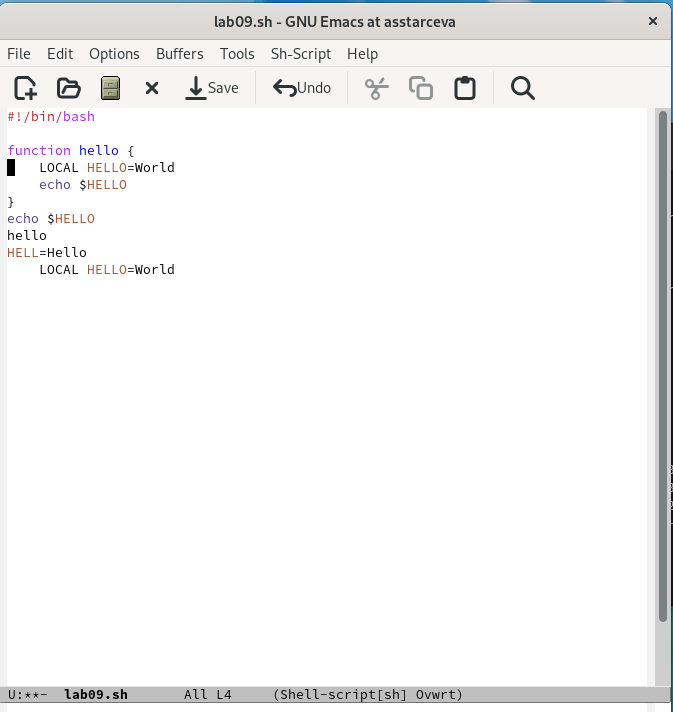 lab09.sh - GNU Emacs at asstarceva
File Edit Options Buffers Tools Sh-Script Help
Save Undo
#!/bin/bash
function hello {
    LOCAL HELLO=World
    echo $HELLO
}
echo $HELLO
hello
HELL=Hello
    LOCAL HELLO=World
U:**- lab09.sh All L4 (Shell-script[sh] Ovwrt)